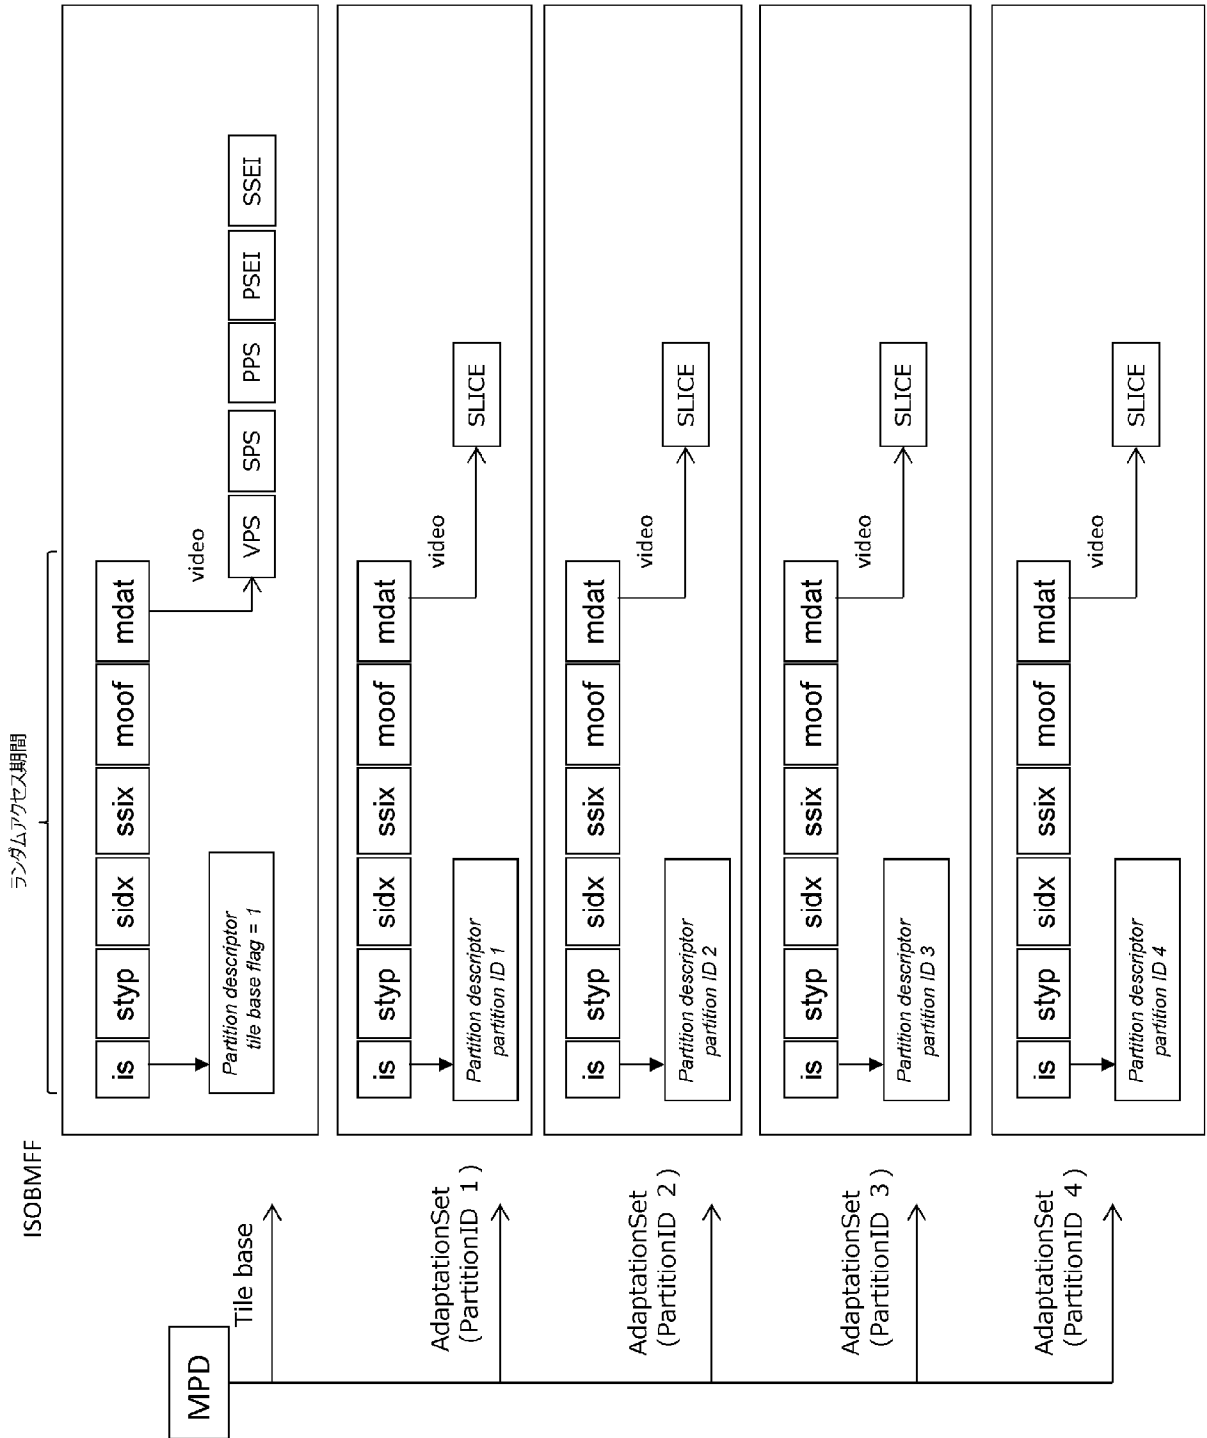 MPD
ISOBMFF
ランダムアクセス期間
Tile base
is styp sidx ssix moof mdat
Partition descriptor
tile base flag = 1
video
VPS SPS PPS PSEI SSEI
AdaptationSet
(PartitionID 1)
is styp sidx ssix moof mdat
Partition descriptor
partition ID 1
video
SLICE
AdaptationSet
(PartitionID 2)
is styp sidx ssix moof mdat
Partition descriptor
partition ID 2
video
SLICE
AdaptationSet
(PartitionID 3)
is styp sidx ssix moof mdat
Partition descriptor
partition ID 3
video
SLICE
AdaptationSet
(PartitionID 4)
is styp sidx ssix moof mdat
Partition descriptor
partition ID 4
video
SLICE